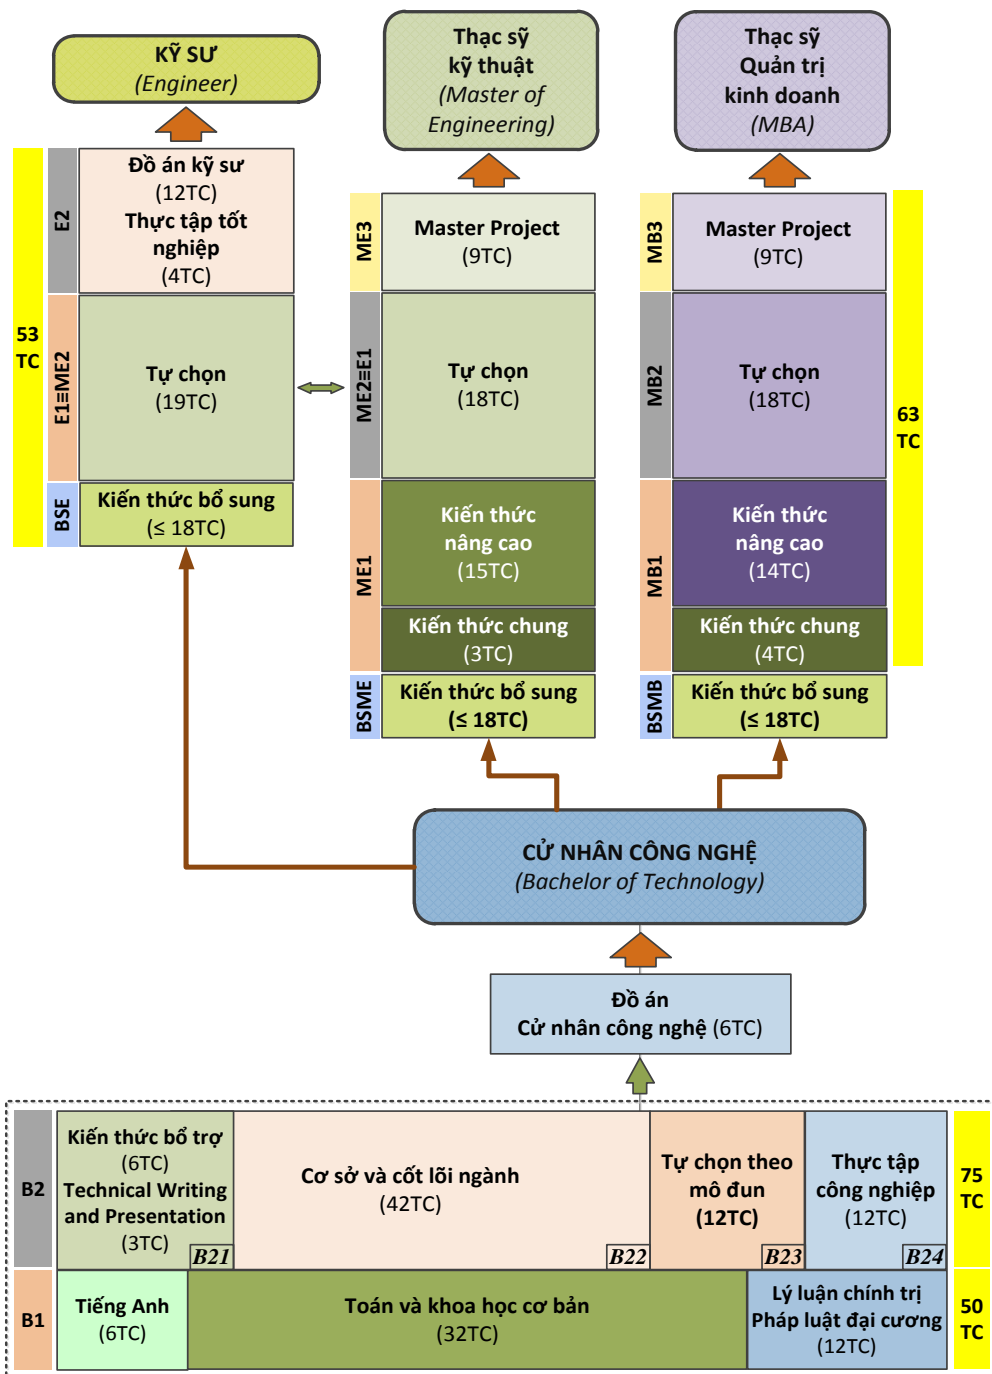 KỸ SƯ
(Engineer)
Thạc sỹ
kỹ thuật
(Master of
Engineering)
Thạc sỹ
Quản trị
kinh doanh
(MBA)
53
TC
E2
Đồ án kỹ sư
(12TC)
Thực tập tốt
nghiệp
(4TC)
E1≡ME2
Tự chọn
(19TC)
BSE
Kiến thức bổ sung
(≤ 18TC)
ME3
Master Project
(9TC)
ME2≡E1
Tự chọn
(18TC)
ME1
Kiến thức
nâng cao
(15TC)
Kiến thức chung
(3TC)
BSME
Kiến thức bổ sung
(≤ 18TC)
MB3
Master Project
(9TC)
MB2
Tự chọn
(18TC)
MB1
Kiến thức
nâng cao
(14TC)
Kiến thức chung
(4TC)
BSMB
Kiến thức bổ sung
(≤ 18TC)
63
TC
CỬ NHÂN CÔNG NGHỆ
(Bachelor of Technology)
Đồ án
Cử nhân công nghệ (6TC)
B2
Kiến thức bổ trợ
(6TC)
Technical Writing
and Presentation
(3TC)
B21
Cơ sở và cốt lõi ngành
(42TC)
B22
Tự chọn theo
mô đun
(12TC)
B23
Thực tập
công nghiệp
(12TC)
B24
75
TC
B1
Tiếng Anh
(6TC)
Toán và khoa học cơ bản
(32TC)
Lý luận chính trị
Pháp luật đại cương
(12TC)
50
TC